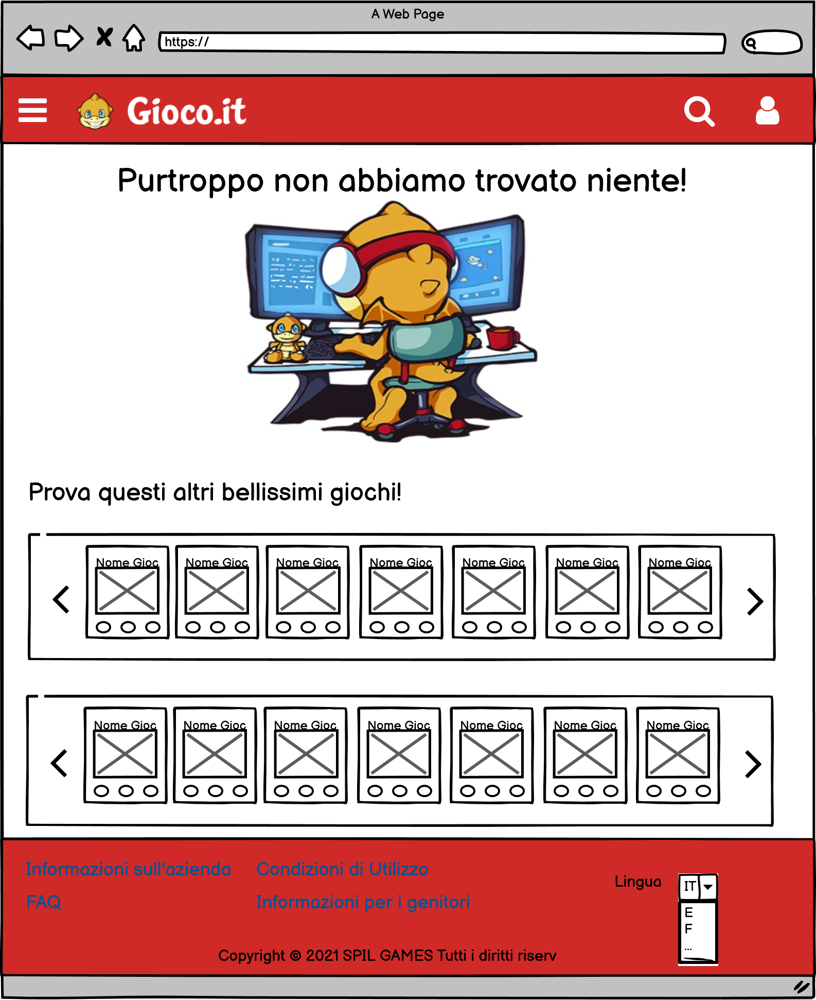 A Web Page
https://
Gioco.it
Purtroppo non abbiamo trovato niente!
Prova questi altri bellissimi giochi!
Nome Gioc Nome Gioc Nome Gioc Nome Gioc Nome Gioc Nome Gioc Nome Gioc
Nome Gioc Nome Gioc Nome Gioc Nome Gioc Nome Gioc Nome Gioc Nome Gioc
Informazioni sull'azienda Condizioni di Utilizzo
Lingua IT
FAQ Informazioni per i genitori
E
F
...
Copyright © 2021 SPIL GAMES Tutti i diritti riserv